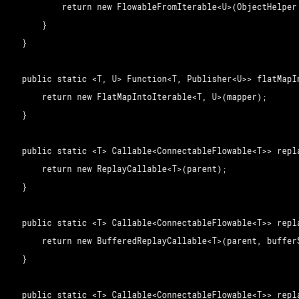 return new FlowableFromIterable<U>(ObjectHelper
}
}
public static <T, U> Function<T, Publisher<U>> flatMapIn
return new FlatMapIntoIterable<T, U>(mapper);
}
public static <T> Callable<ConnectableFlowable<T>> repla
return new ReplayCallable<T>(parent);
}
public static <T> Callable<ConnectableFlowable<T>> repla
return new BufferedReplayCallable<T>(parent, bufferS
}
public static <T> Callable<ConnectableFlowable<T>> repla